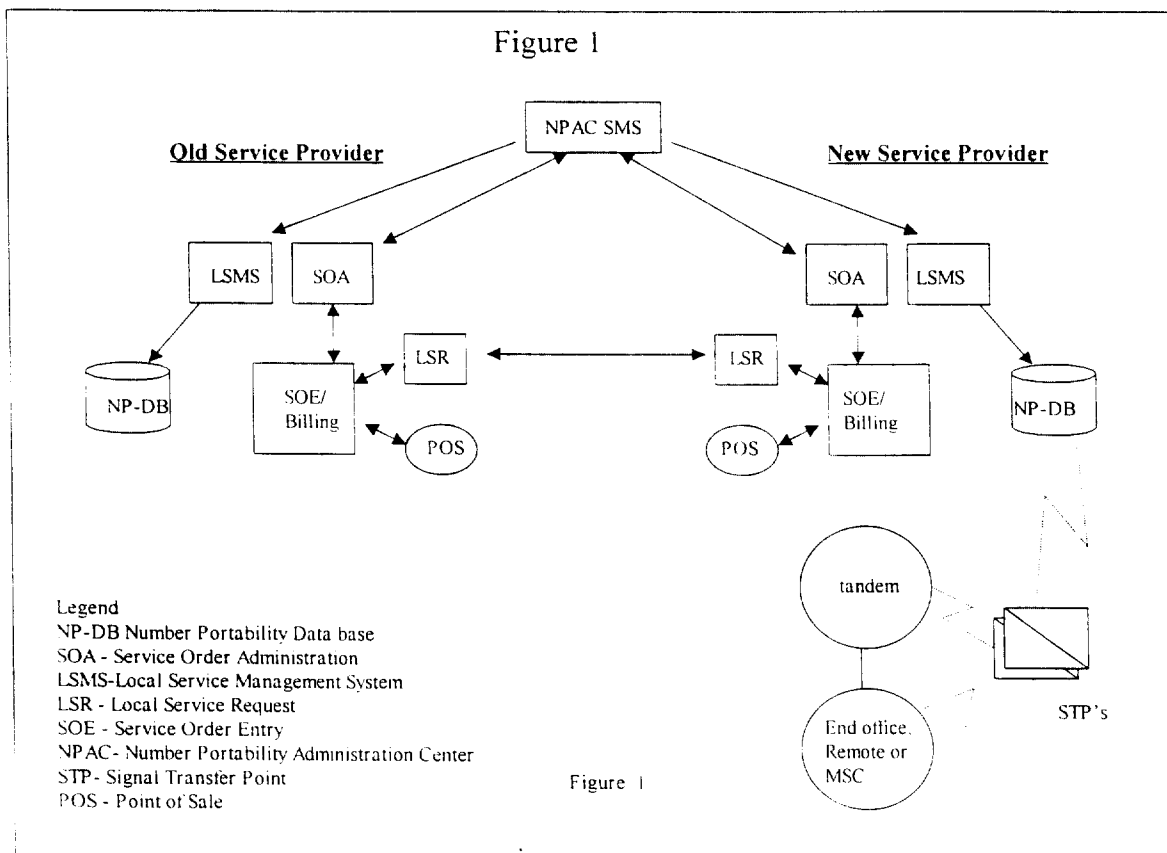 Figure 1
NPAC SMS
Old Service Provider
New Service Provider
LSMS
SOA
SOA
LSMS
LSR
LSR
NP-DB
SOE/
Billing
SOE/
Billing
NP-DB
POS
POS
tandem
Legend
NP-DB Number Portability Data base
SOA - Service Order Administration
LSMS-Local Service Management System
LSR - Local Service Request
SOE - Service Order Entry
NPAC- Number Portability Administration Center
STP- Signal Transfer Point
POS - Point of Sale
End office,
Remote or
MSC
STP's
Figure 1